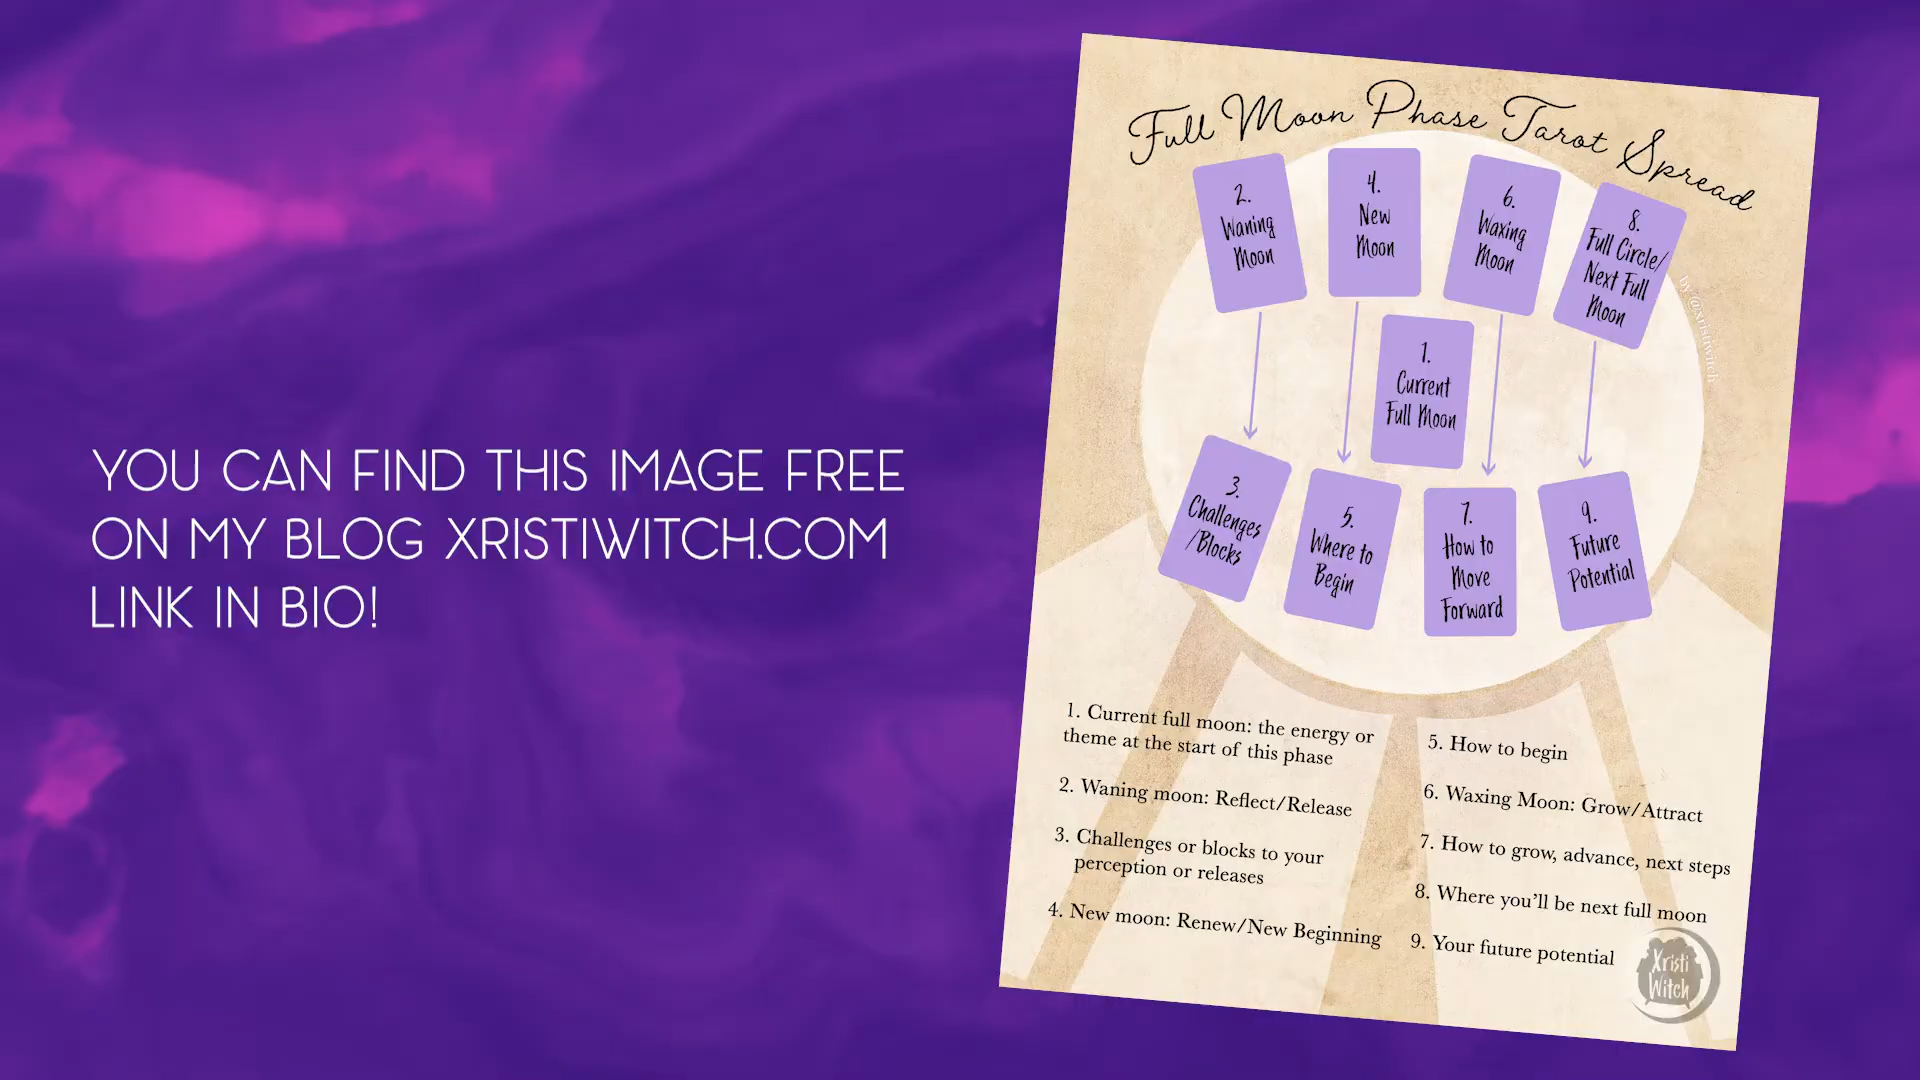 YOU CAN FIND THIS IMAGE FREE
ON MY BLOG XRISTIWITCH.COM
LINK IN BIO!
Full Moon Phase Tarot Spread
2.
Waning
Moon
4.
New
Moon
6.
Waxing
Moon
8.
Full Circle/
Next Full
Moon
by @xristiwitch
1.
Current
Full Moon
3.
Challenges
/Blocks
5.
Where to
Begin
7.
How to
Move
Forward
9.
Future
Potential
1. Current full moon: the energy or
theme at the start of this phase
2. Waning moon: Reflect/Release
3. Challenges or blocks to your
perception or releases
4. New moon: Renew/New Beginning
5. How to begin
6. Waxing Moon: Grow/Attract
7. How to grow, advance, next steps
8. Where you'll be next full moon
9. Your future potential
Xristi
Witch